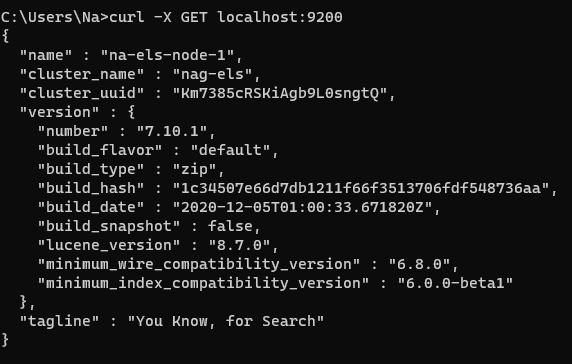 C:\Users\Na>curl -X GET localhost:9200
{
  "name" : "na-els-node-1",
  "cluster_name" : "nag-els",
  "cluster_uuid" : "Km7385cRSKiAgb9L0sngtQ",
  "version" : {
    "number" : "7.10.1",
    "build_flavor" : "default",
    "build_type" : "zip",
    "build_hash" : "1c34507e66d7db1211f66f3513706fdf548736aa",
    "build_date" : "2020-12-05T01:00:33.671820Z",
    "build_snapshot" : false,
    "lucene_version" : "8.7.0",
    "minimum_wire_compatibility_version" : "6.8.0",
    "minimum_index_compatibility_version" : "6.0.0-beta1"
  },
  "tagline" : "You Know, for Search"
}